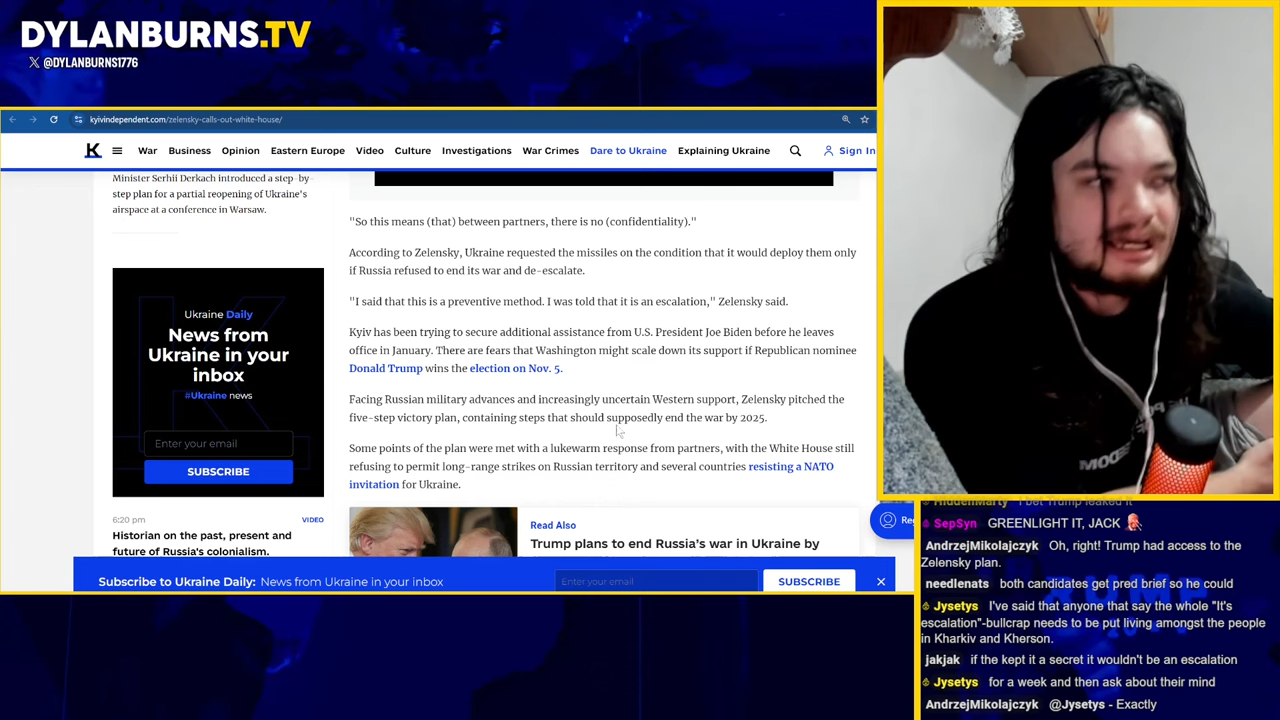 DYLANBURNS.TV
X @DYLANBURNS1776
kyivindependent.com/zelensky-calls-out-white-house/
K War Business Opinion Eastern Europe Video Culture Investigations War Crimes Dare to Ukraine Explaining Ukraine Sign In
Minister Serhii Derkach introduced a step-by-
step plan for a partial reopening of Ukraine's
airspace at a conference in Warsaw.
Ukraine Daily
News from
Ukraine in your
inbox
#Ukraine news
Enter your email
SUBSCRIBE
6:20 pm
VIDEO
Historian on the past, present and
future of Russia's colonialism.
"So this means (that) between partners, there is no (confidentiality)."
According to Zelensky, Ukraine requested the missiles on the condition that it would deploy them only
if Russia refused to end its war and de-escalate.
"I said that this is a preventive method. I was told that it is an escalation," Zelensky said.
Kyiv has been trying to secure additional assistance from U.S. President Joe Biden before he leaves
office in January. There are fears that Washington might scale down its support if Republican nominee
Donald Trump wins the election on Nov. 5.
Facing Russian military advances and increasingly uncertain Western support, Zelensky pitched the
five-step victory plan, containing steps that should supposedly end the war by 2025.
Some points of the plan were met with a lukewarm response from partners, with the White House still
refusing to permit long-range strikes on Russian territory and several countries resisting a NATO
invitation for Ukraine.
Read Also
Trump plans to end Russia's war in Ukraine by
Re
Subscribe to Ukraine Daily: News from Ukraine in your inbox
Enter your email
SUBSCRIBE
HiddenMarty I bet Trump leaked it
SepSyn GREENLIGHT IT, JACK
AndrzejMikolajczyk Oh, right! Trump had access to the
Zelensky plan.
needlenats both candidates get pred brief so he could
Jysetys I've said that anyone that say the whole "It's
escalation"-bullcrap needs to be put living amongst the people
in Kharkiv and Kherson.
jakjak if the kept it a secret it wouldn't be an escalation
Jysetys for a week and then ask about their mind
AndrzejMikolajczyk @Jysetys - Exactly